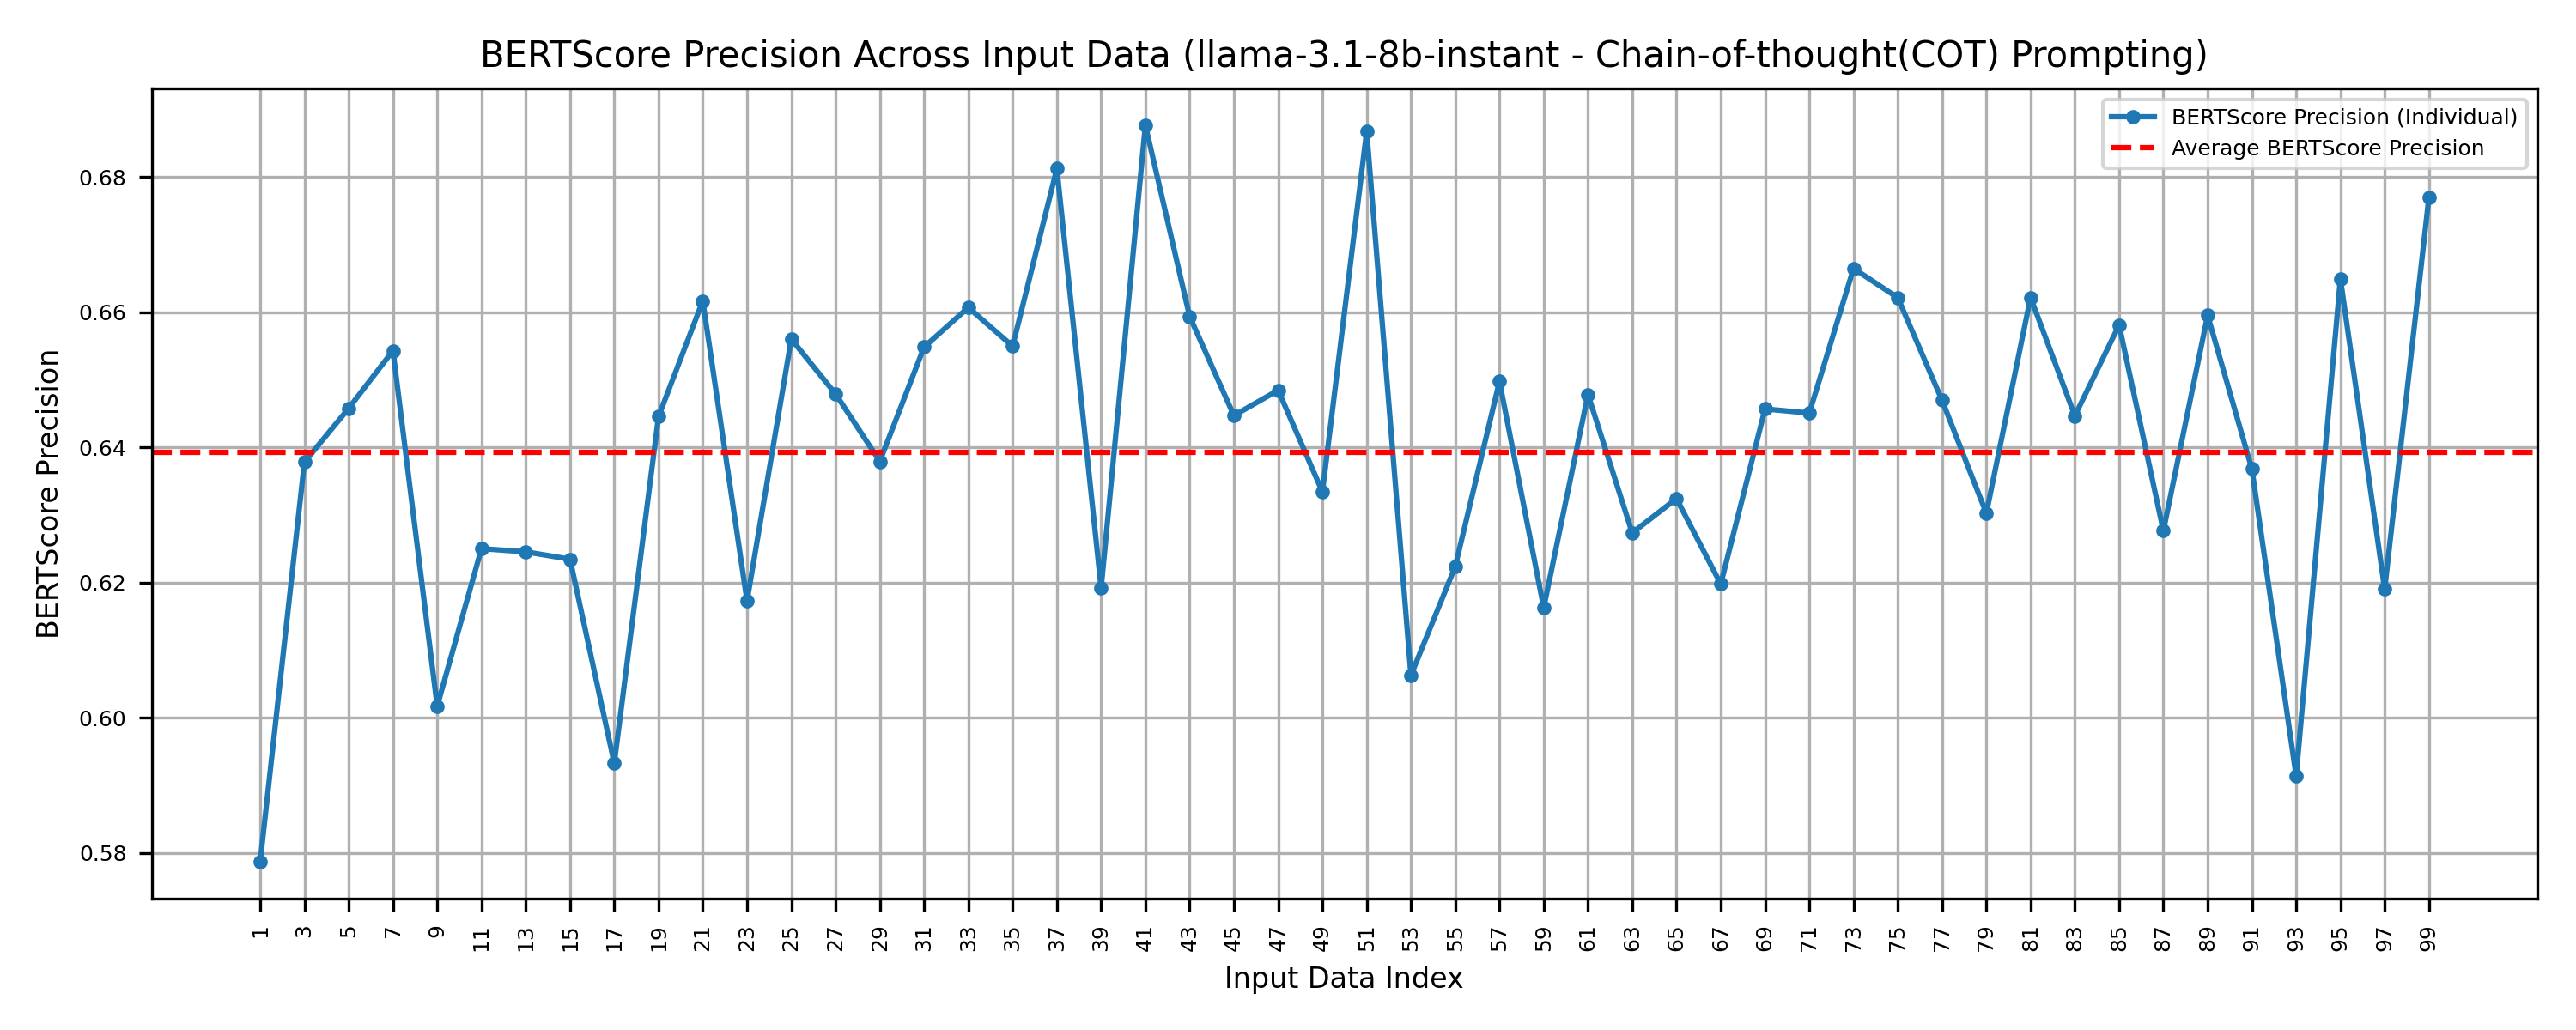 BERTScore Precision Across Input Data (llama-3.1-8b-instant - Chain-of-thought(COT) Prompting)
BERTScore Precision (Individual)
Average BERTScore Precision
BERTScore Precision
0.68
0.66
0.64
0.62
0.60
0.58
1 3 5 7 9 11 13 15 17 19 21 23 25 27 29 31 33 35 37 39 41 43 45 47 49 51 53 55 57 59 61 63 65 67 69 71 73 75 77 79 81 83 85 87 89 91 93 95 97 99
Input Data Index